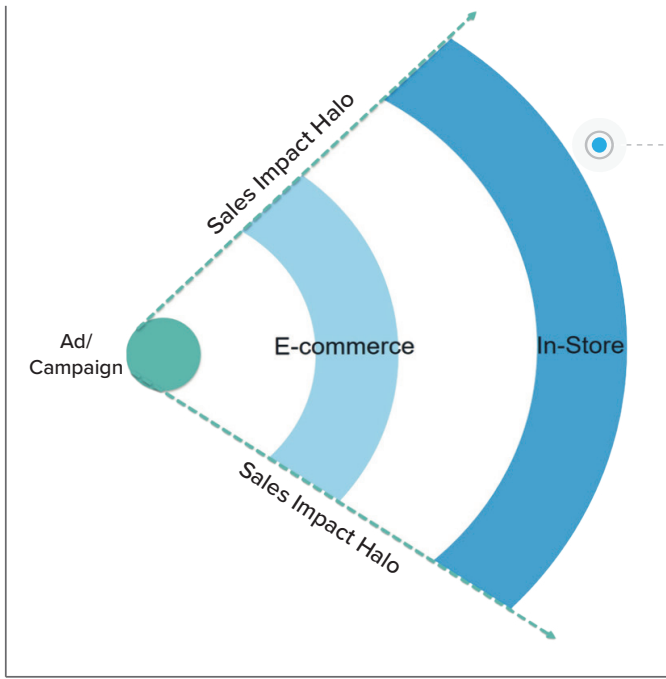 Sales Impact Halo
Ad/
Campaign
E-commerce
In-Store
Sales Impact Halo